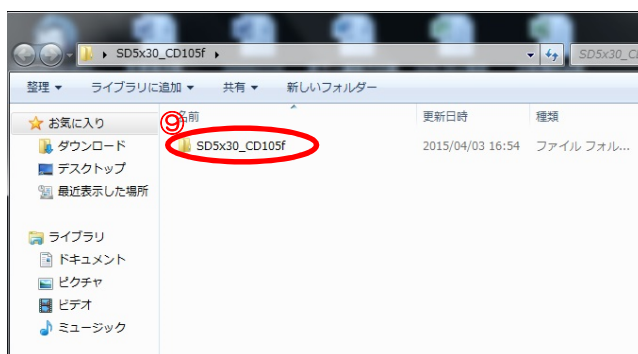 SD5x30_CD105f
SD5x30_C
整理 ライブラリに追加 共有 新しいフォルダー
⑨
名前 更新日時 種類
SD5x30_CD105f 2015/04/03 16:54 ファイル フォル...
お気に入り
ダウンロード
デスクトップ
最近表示した場所
ライブラリ
ドキュメント
ピクチャ
ビデオ
ミュージック